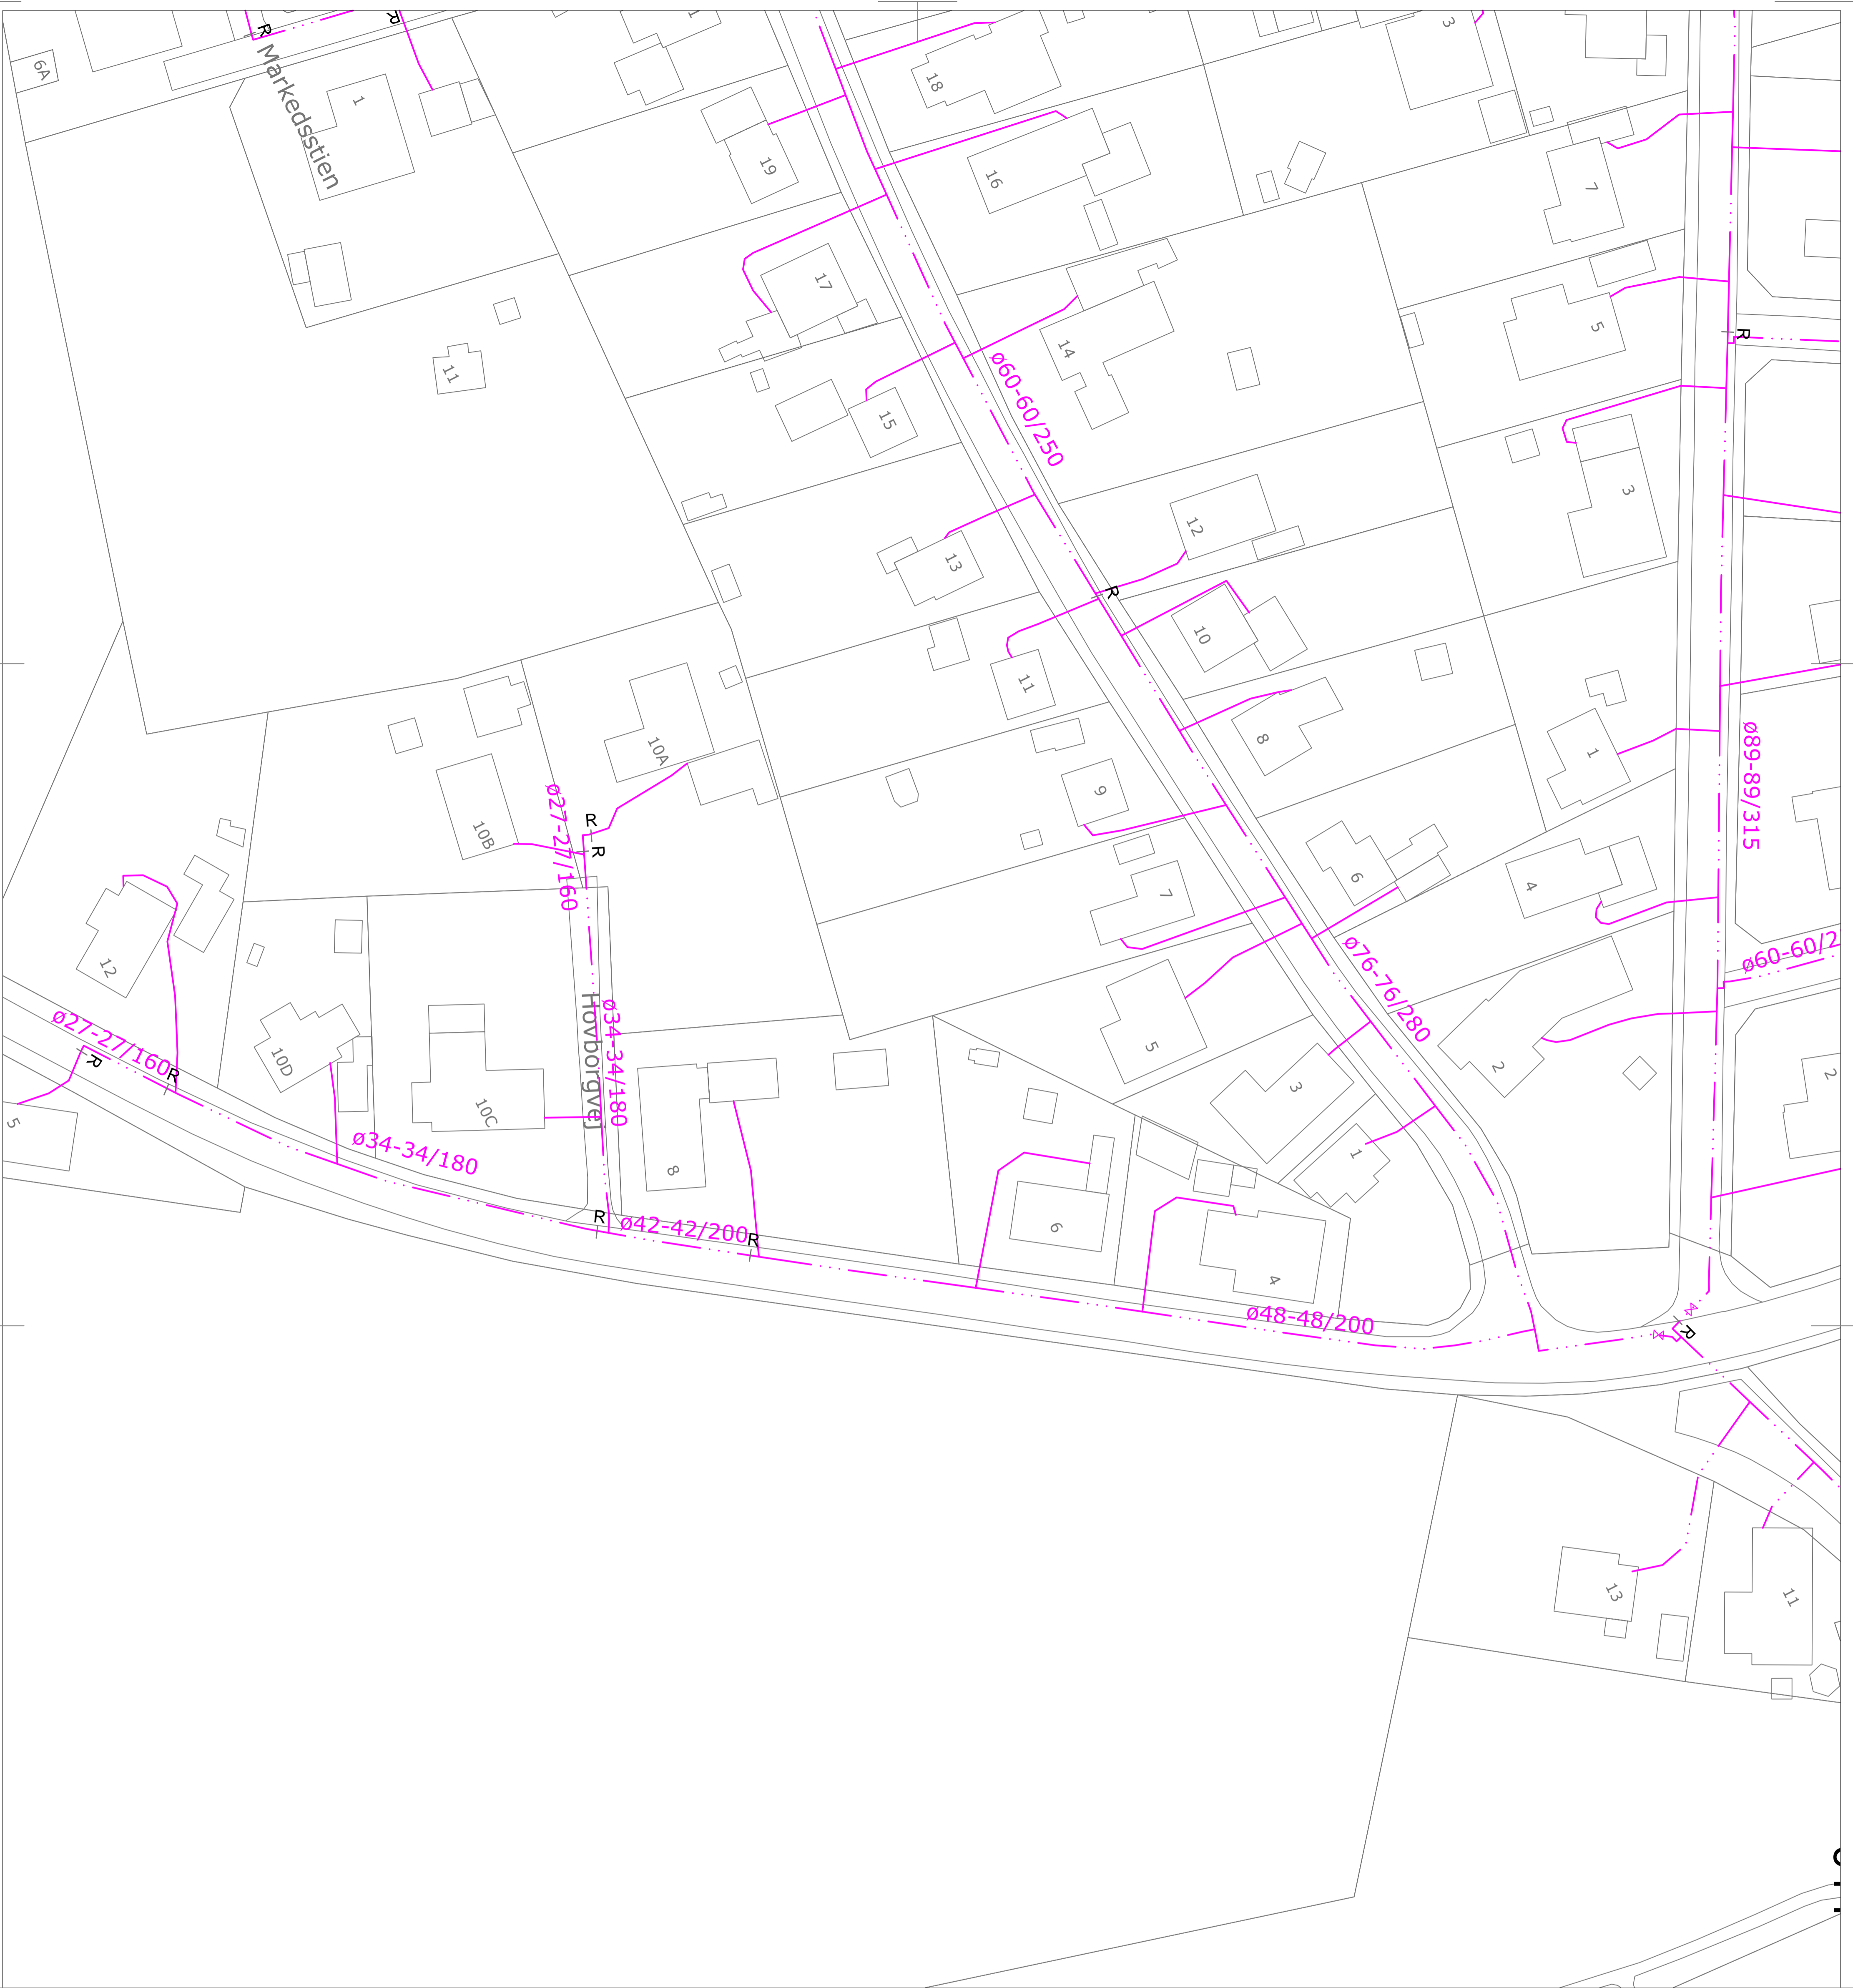 R
R
Markedsstien
6A
1
3
18
19
16
7
17
14
5
R
11
15
ø60-60/250
3
12
13
R
10
11
10A
8
ø89-89/315
1
9
ø27-27/160
R
R
10B
6
4
7
ø60-60/2
12
ø76-76/280
Hovborgvej
ø34-34/180
ø27-27/160
R
R
10D
5
3
2
2
5
10C
1
ø34-34/180
8
R
ø42-42/200
R
6
4
ø48-48/200
R
13
11